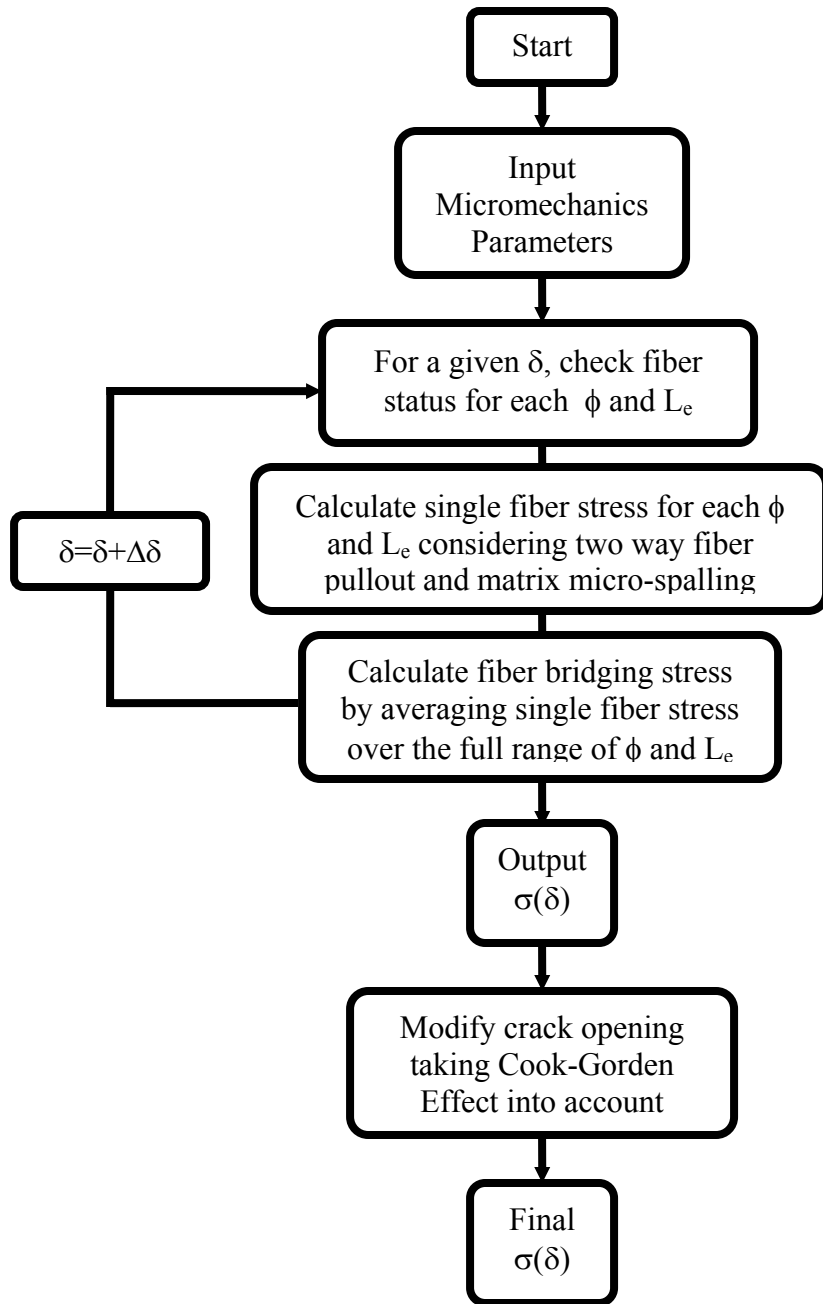 Start
Input
Micromechanics
Parameters
For a given δ, check fiber
status for each ϕ and Lₑ
Calculate single fiber stress for each ϕ
and Lₑ considering two way fiber
pullout and matrix micro-spalling
δ=δ+Δδ
Calculate fiber bridging stress
by averaging single fiber stress
over the full range of ϕ and Lₑ
Output
σ(δ)
Modify crack opening
taking Cook-Gorden
Effect into account
Final
σ(δ)